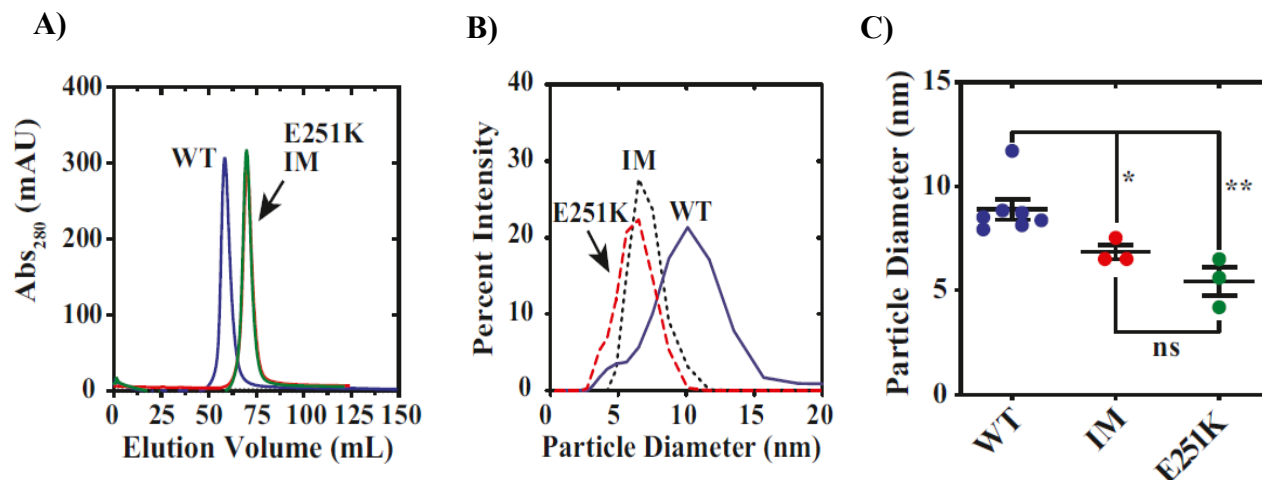 A)
400
300
200
100
0
Abs280 (mAU)
WT
E251K
IM
0 25 50 75 100 125 150
Elution Volume (mL)
B)
40
30
20
10
0
Percent Intensity
E251K
IM
WT
0 5 10 15 20
Particle Diameter (nm)
C)
15
10
5
0
Particle Diameter (nm)
*
**
ns
WT
IM
E251K